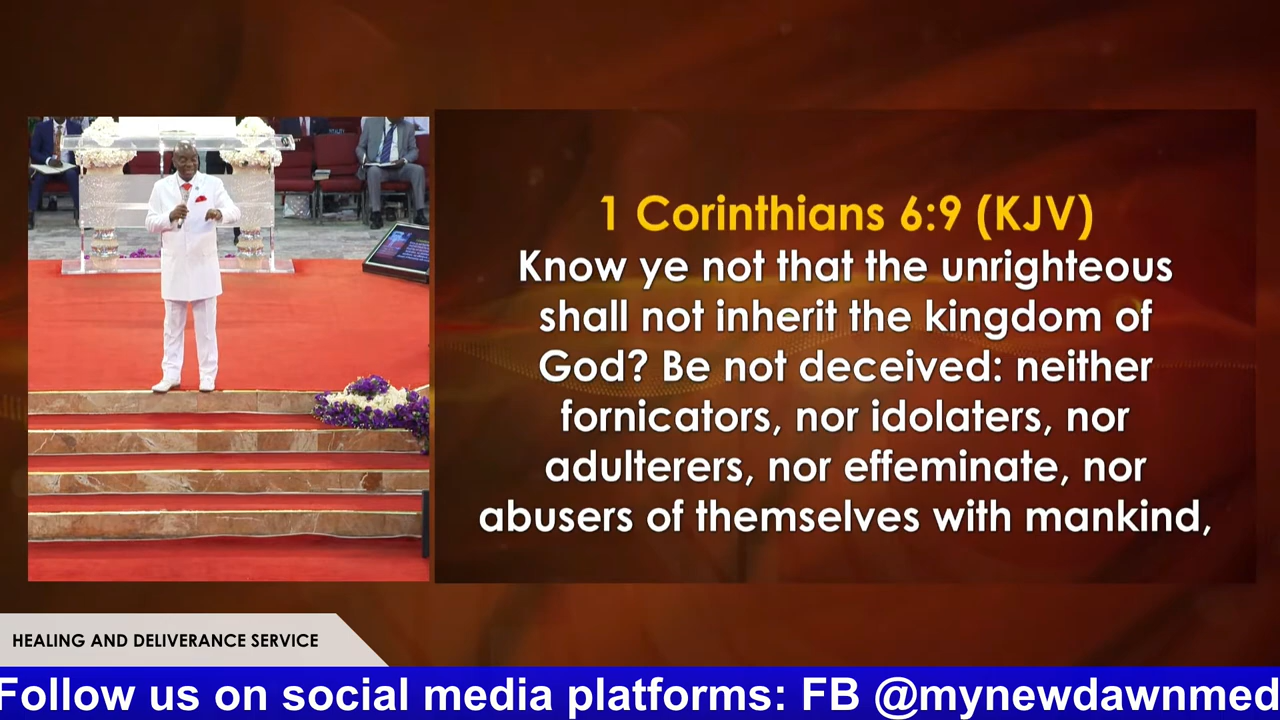 1 Corinthians 6:9 (KJV)
Know ye not that the unrighteous
shall not inherit the kingdom of
God? Be not deceived: neither
fornicators, nor idolaters, nor
adulterers, nor effeminate, nor
abusers of themselves with mankind,
HEALING AND DELIVERANCE SERVICE
Follow us on social media platforms: FB @mynewdawnmed